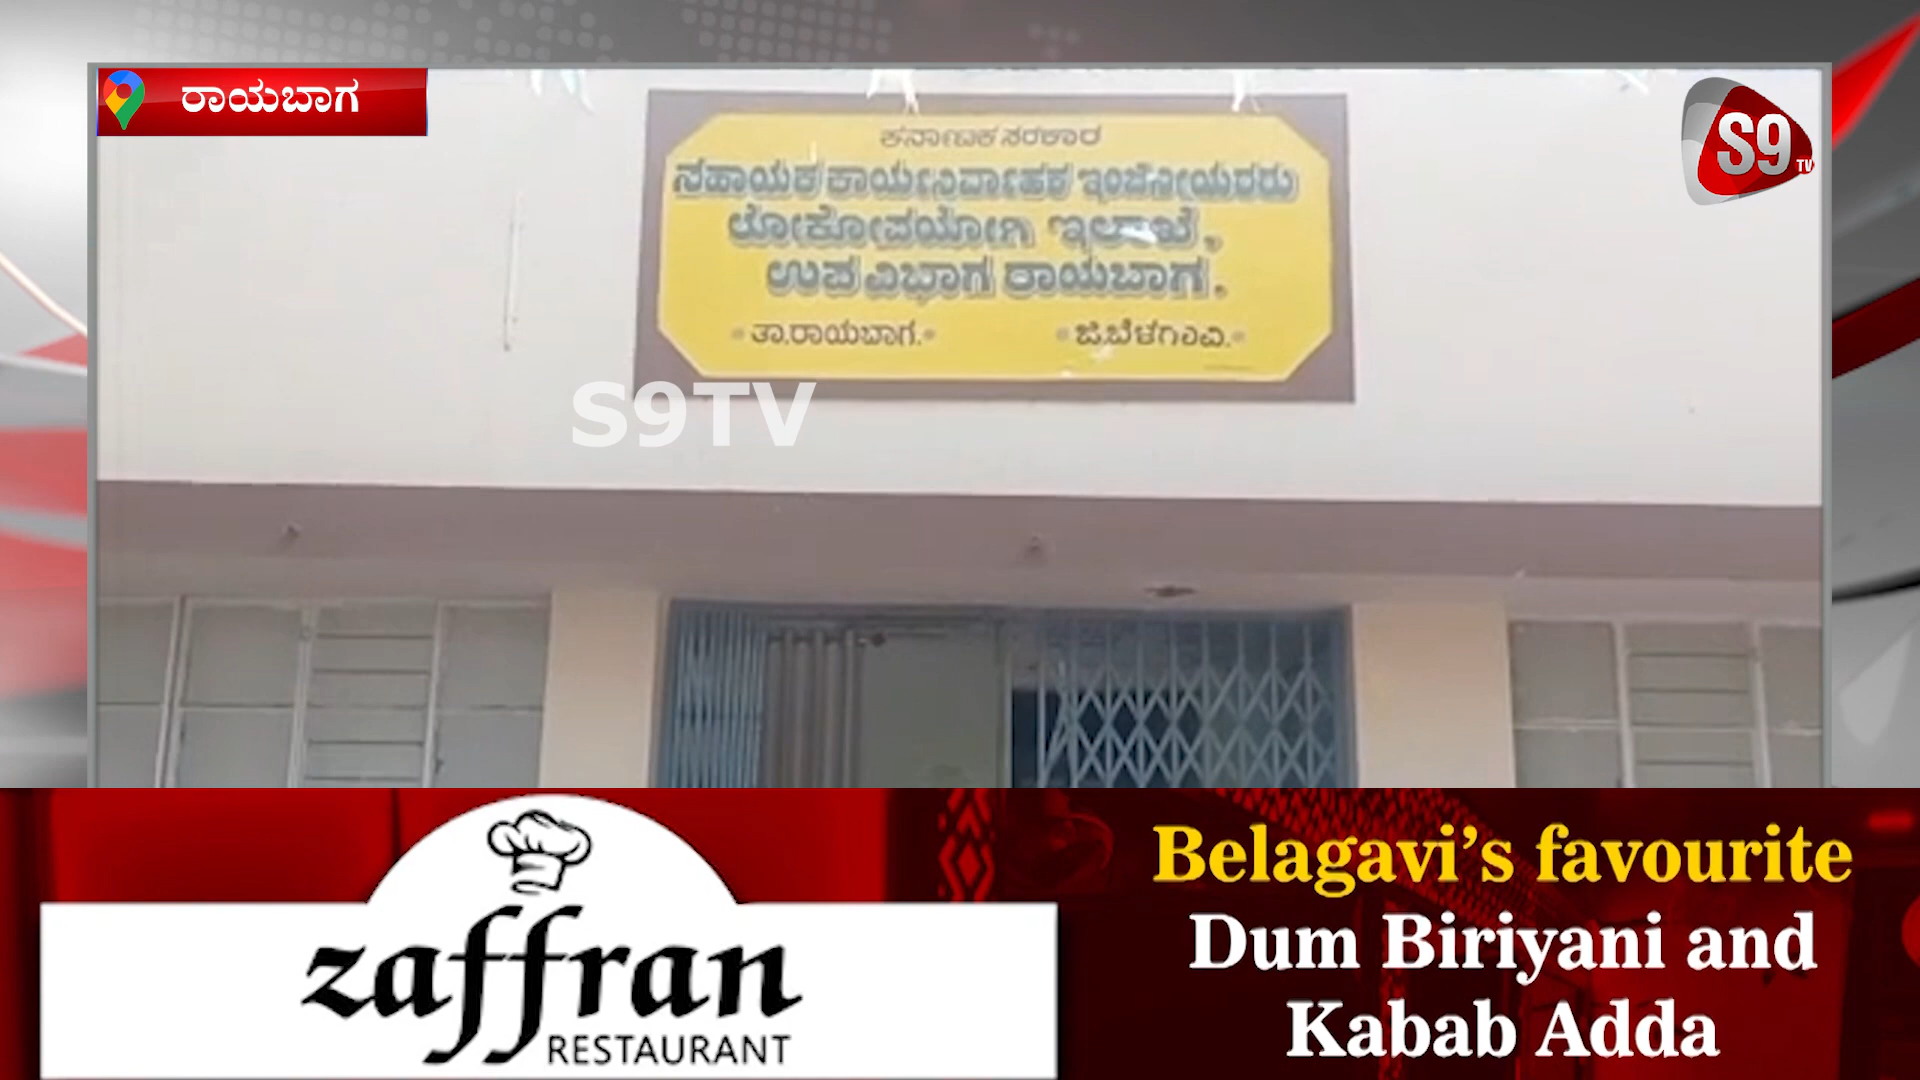 ರಾಯಬಾಗ
S9
TV
ಕರ್ನಾಟಕ ಸರಕಾರ
ಸಹಾಯಕ ಕಾರ್ಯನಿರ್ವಾಹಕ ಇಂಜಿನೀಯರರು
ಲೋಕೋಪಯೋಗಿ ಇಲಾಖೆ,
ಉಪ ವಿಭಾಗ ರಾಯಬಾಗ.
ತಾ.ರಾಯಬಾಗ. ಜಿ.ಬೆಳಗಾವಿ.
S9TV
zaffran
RESTAURANT
Belagavi's favourite
Dum Biriyani and
Kabab Adda